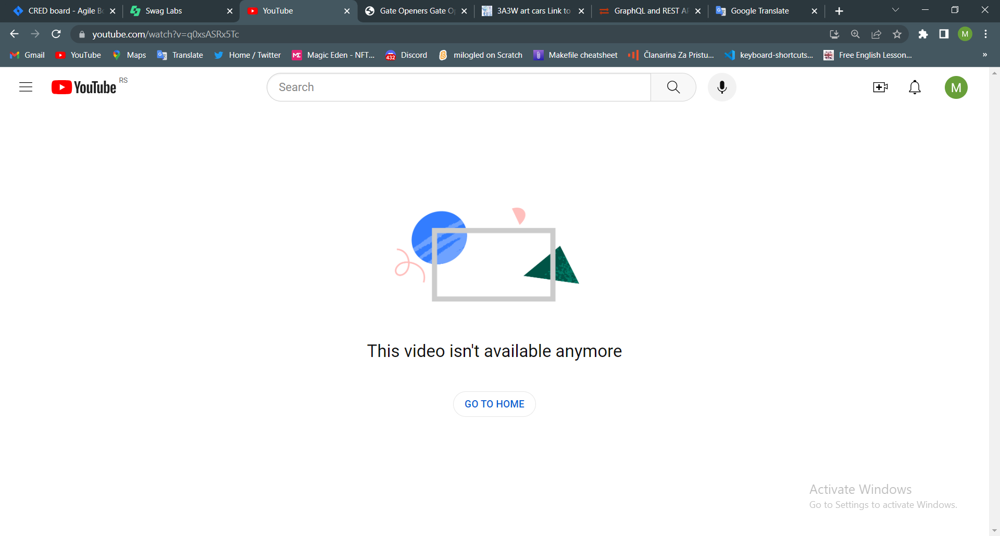 CRED board - Agile Bo
Swag Labs
YouTube
Gate Openers Gate Op
3A3W art cars Link to
GraphQL and REST AP
Google Translate
youtube.com/watch?v=q0xsASRx5Tc
M
Gmail
YouTube
Maps
Translate
Home / Twitter
ME
Magic Eden - NFT...
432
Discord
milogled on Scratch
Makefile cheatsheet
Članarina Za Pristu...
keyboard-shortcuts...
Free English Lesson...
»
YouTube RS
Search
M
This video isn't available anymore
GO TO HOME
Activate Windows
Go to Settings to activate Windows.